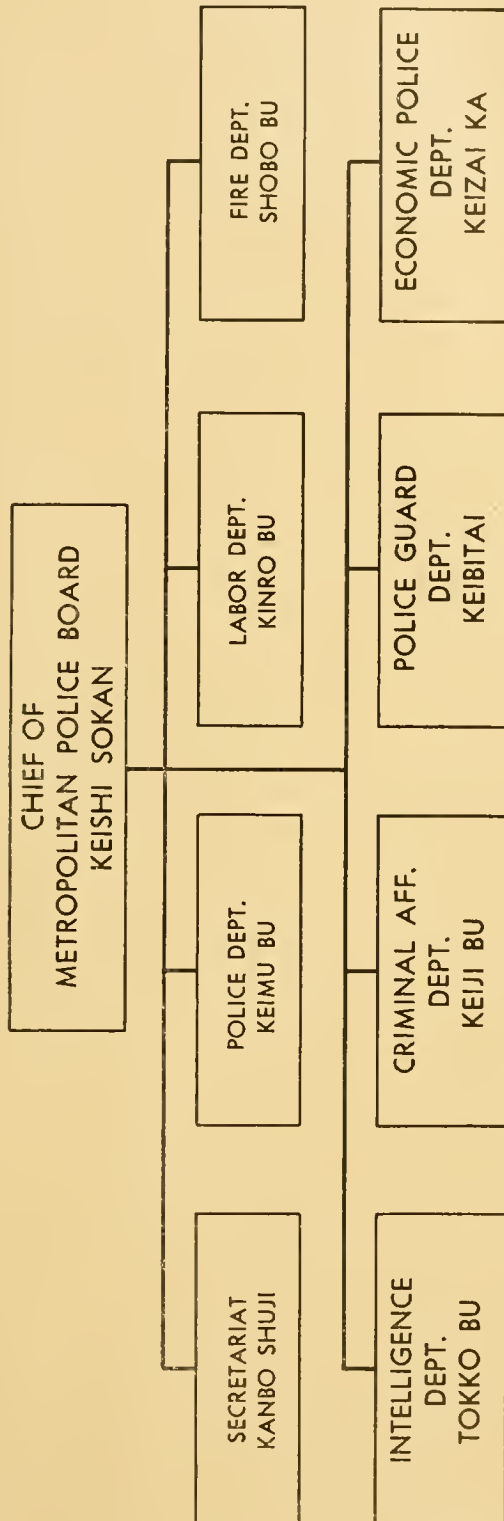 CHIEF OF
METROPOLITAN POLICE BOARD
KEISHI SOKAN
SECRETARIAT
KANBO SHUJI
POLICE DEPT.
KEIMU BU
LABOR DEPT.
KINRO BU
FIRE DEPT.
SHOBO BU
INTELLIGENCE
DEPT.
TOKKO BU
CRIMINAL AFF.
DEPT.
KEIJI BU
POLICE GUARD
DEPT.
KEIBITAI
ECONOMIC POLICE
DEPT.
KEIZAI KA